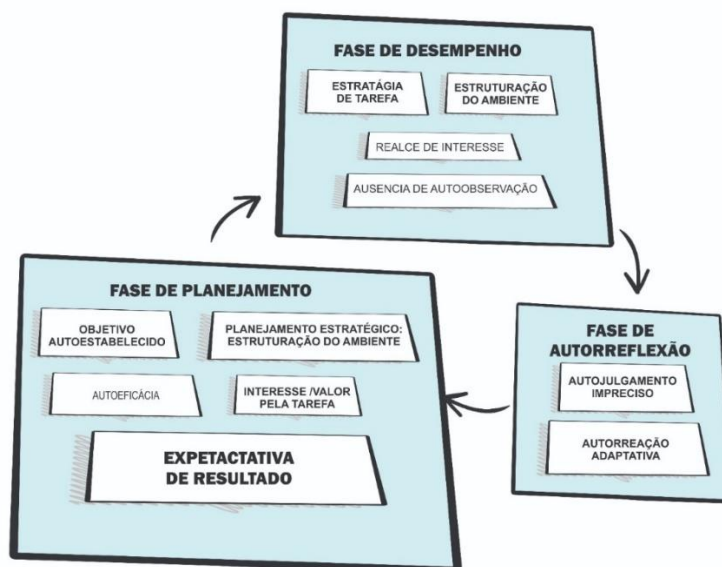 FASE DE DESEMPENHO
ESTRATÁGIA
DE TAREFA
ESTRUTURAÇÃO
DO AMBIENTE
REALCE DE INTERESSE
AUSENCIA DE AUTOOBSERVAÇÃO
FASE DE PLANEJAMENTO
OBJETIVO
AUTOESTABELECIDO
PLANEJAMENTO ESTRATÉGICO:
ESTRUTURAÇÃO DO AMBIENTE
AUTOEFICÁCIA
INTERESSE /VALOR
PELA TAREFA
EXPETACTATIVA
DE RESULTADO
FASE DE
AUTORREFLEXÃO
AUTOJULGAMENTO
IMPRECISO
AUTORREAÇÃO
ADAPTATIVA